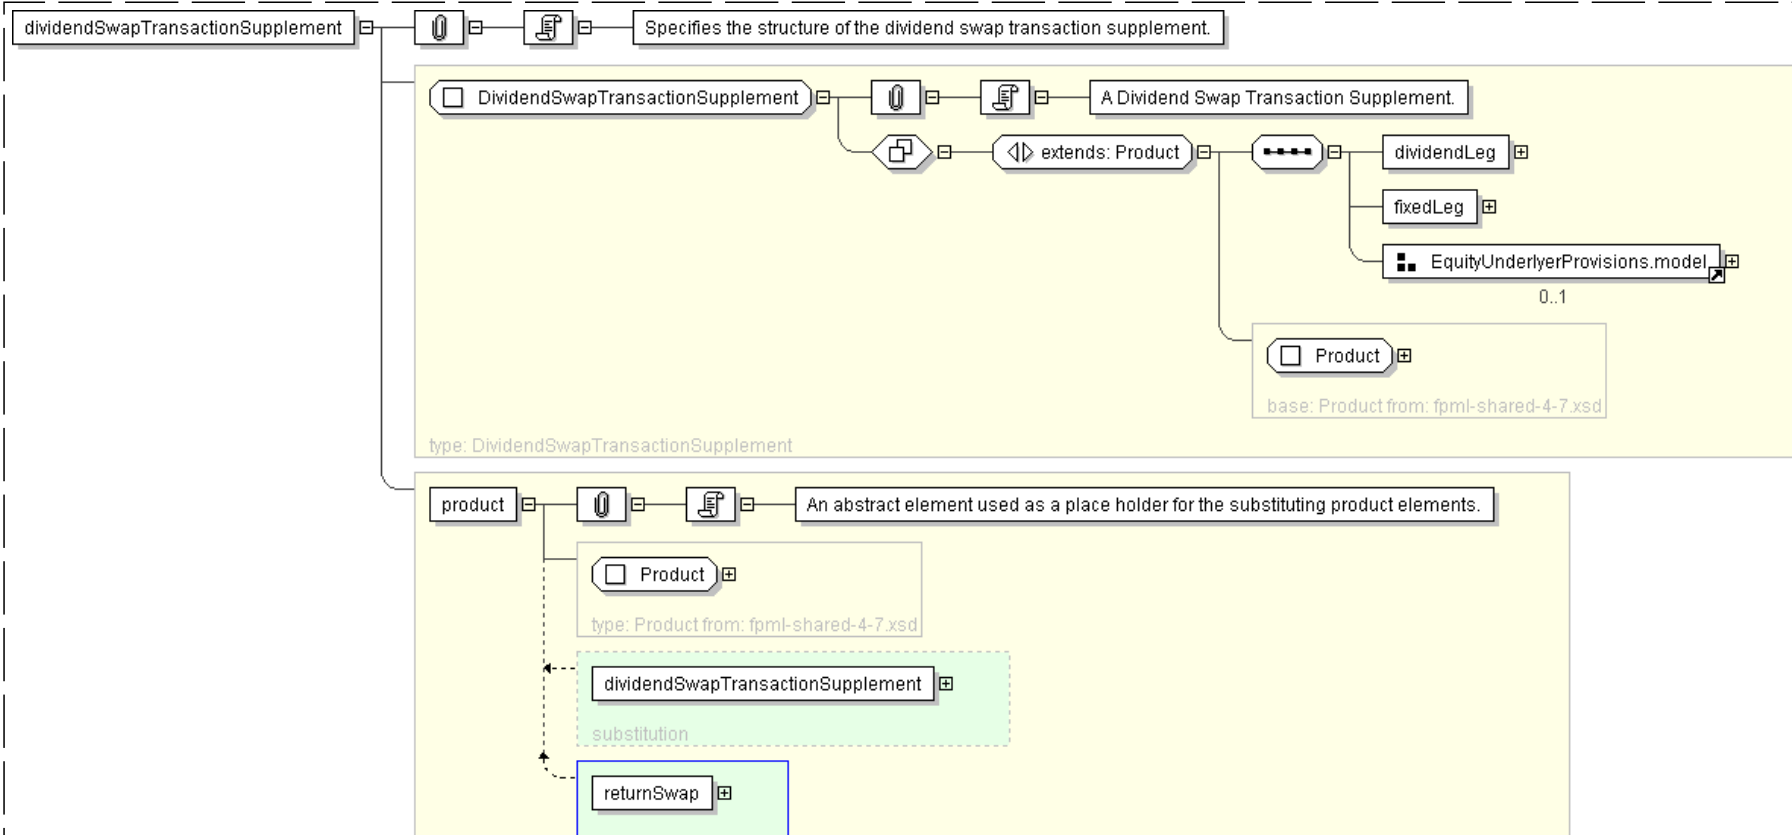 dividendSwapTransactionSupplement
Specifies the structure of the dividend swap transaction supplement.
DividendSwapTransactionSupplement
A Dividend Swap Transaction Supplement.
extends: Product
dividendLeg
fixedLeg
EquityUnderlyerProvisions.model
0..1
Product
base: Product from: fpml-shared-4-7.xsd
type: DividendSwapTransactionSupplement
product
An abstract element used as a place holder for the substituting product elements.
Product
type: Product from: fpml-shared-4-7.xsd
dividendSwapTransactionSupplement
substitution
returnSwap